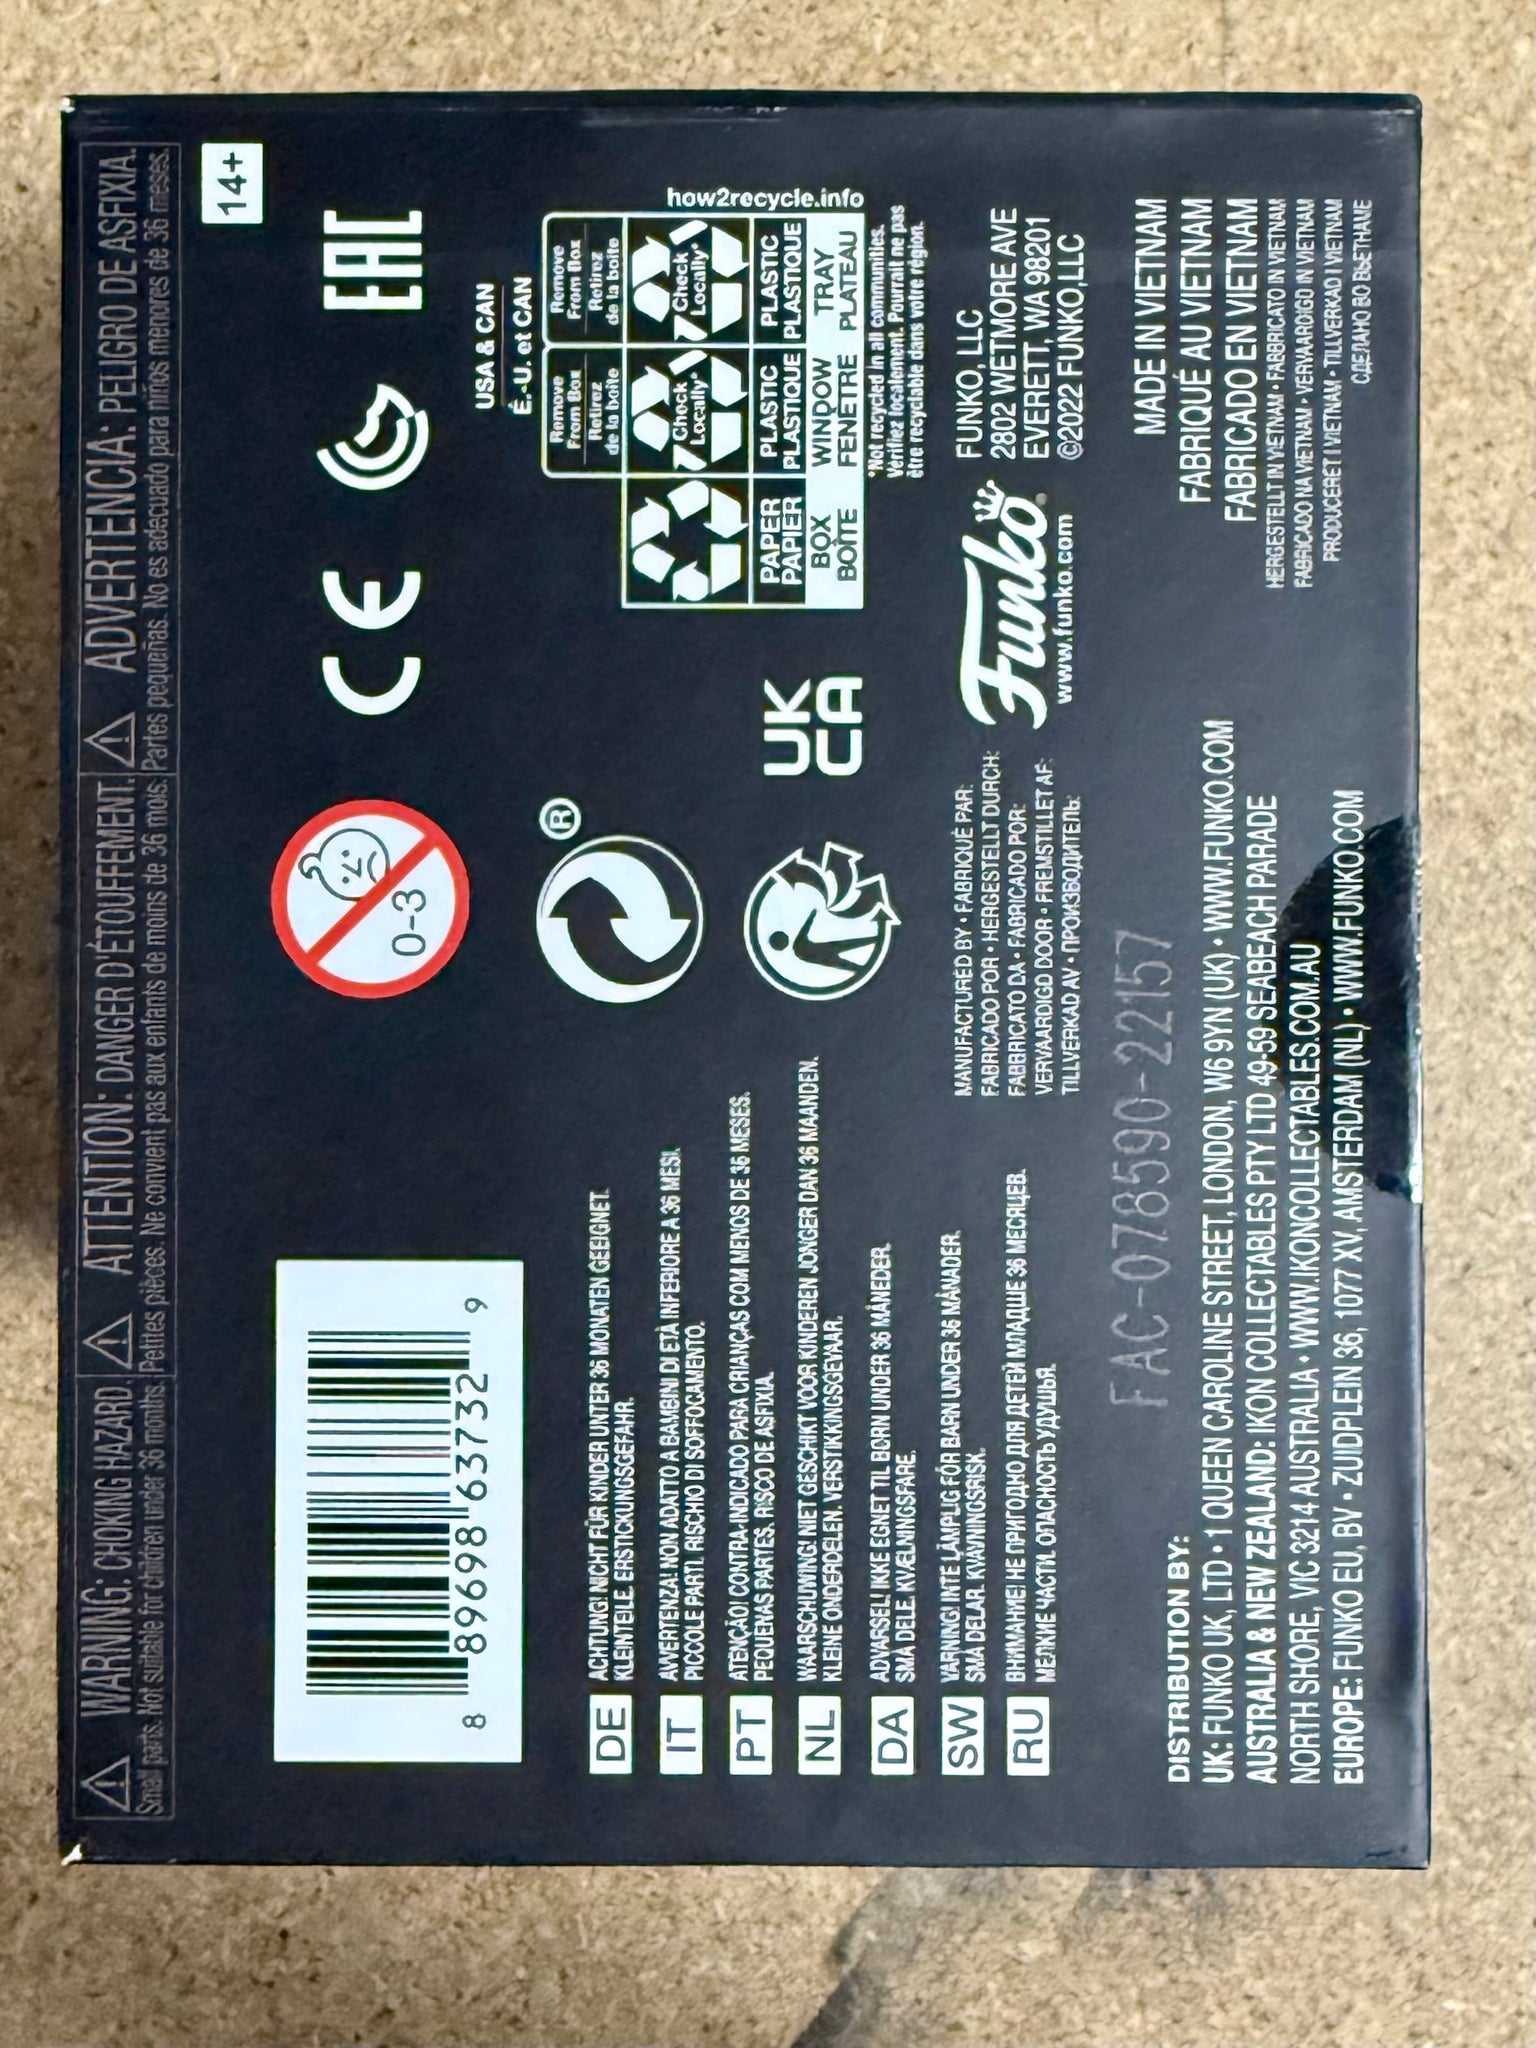 WARNING: CHOKING HAZARD.
Small parts. Not suitable for children under 36 months.
ATTENTION: DANGER D'ÉTOUFFEMENT.
Petites pièces. Ne convient pas aux enfants de moins de 36 mois.
ADVERTENCIA: PELIGRO DE ASFIXIA.
Partes pequeñas. No es adecuado para niños menores de 36 meses.
14+
8 89698 63732 9
0-3
CE
EAC
DE
ACHTUNG! NICHT FÜR KINDER UNTER 36 MONATEN GEEIGNET.
KLEINTEILE. ERSTICKUNGSGEFAHR.
IT
AVVERTENZA! NON ADATTO A BAMBINI DI ETÀ INFERIORE A 36 MESI.
PICCOLE PARTI. RISCHIO DI SOFFOCAMENTO.
PT
ATENÇÃO! CONTRA-INDICADO PARA CRIANÇAS COM MENOS DE 36 MESES.
PEQUENAS PARTES. RISCO DE ASFIXIA.
NL
WAARSCHUWING! NIET GESCHIKT VOOR KINDEREN JONGER DAN 36 MAANDEN.
KLEINE ONDERDELEN. VERSTIKKINGSGEVAAR.
DA
ADVARSEL! IKKE EGNET TIL BØRN UNDER 36 MÅNEDER.
SMÅ DELE. KVÆLNINGSFARE.
SW
VARNING! INTE LÄMPLIG FÖR BARN UNDER 36 MÅNADER.
SMÅ DELAR. KVÄVNINGSRISK.
RU
ВНИМАНИЕ! НЕ ПРИГОДНО ДЛЯ ДЕТЕЙ МЛАДШЕ 36 МЕСЯЦЕВ.
МЕЛКИЕ ЧАСТИ. ОПАСНОСТЬ УДУШЬЯ.
®
UK
CA
USA & CAN
É.-U. et CAN
Remove From Box
Retirez de la boîte
Remove From Box
Retirez de la boîte
Check Locally*
Check Locally*
PAPER
PAPIER
PLASTIC
PLASTIQUE
PLASTIC
PLASTIQUE
BOX
BOÎTE
WINDOW
FENÊTRE
TRAY
PLATEAU
how2recycle.info
*Not recycled in all communities.
Vérifiez localement. Pourrait ne pas
être recyclable dans votre région.
MANUFACTURED BY • FABRIQUÉ PAR:
FABRICADO POR • HERGESTELLT DURCH:
FABBRICATO DA • FABRICADO POR:
VERVAARDIGD DOOR • FREMSTILLET AF:
TILLVERKAD AV • ПРОИЗВОДИТЕЛЬ:
Funko
www.funko.com
FUNKO, LLC
2802 WETMORE AVE
EVERETT, WA 98201
©2022 FUNKO,LLC
FAC-078590-22157
DISTRIBUTION BY:
UK: FUNKO UK, LTD • 1 QUEEN CAROLINE STREET, LONDON, W6 9YN (UK) • WWW.FUNKO.COM
AUSTRALIA & NEW ZEALAND: IKON COLLECTABLES PTY LTD 49-59 SEABEACH PARADE
NORTH SHORE, VIC 3214 AUSTRALIA • WWW.IKONCOLLECTABLES.COM.AU
EUROPE: FUNKO EU, BV • ZUIDPLEIN 36, 1077 XV, AMSTERDAM (NL) • WWW.FUNKO.COM
MADE IN VIETNAM
FABRIQUÉ AU VIETNAM
FABRICADO EN VIETNAM
HERGESTELLT IN VIETNAM • FABBRICATO IN VIETNAM
FABRICADO NA VIETNAM • VERVAARDIGD IN VIETNAM
PRODUCERET I VIETNAM • TILLVERKAD I VIETNAM
СДЕЛАНО ВО ВЬЕТНАМЕ